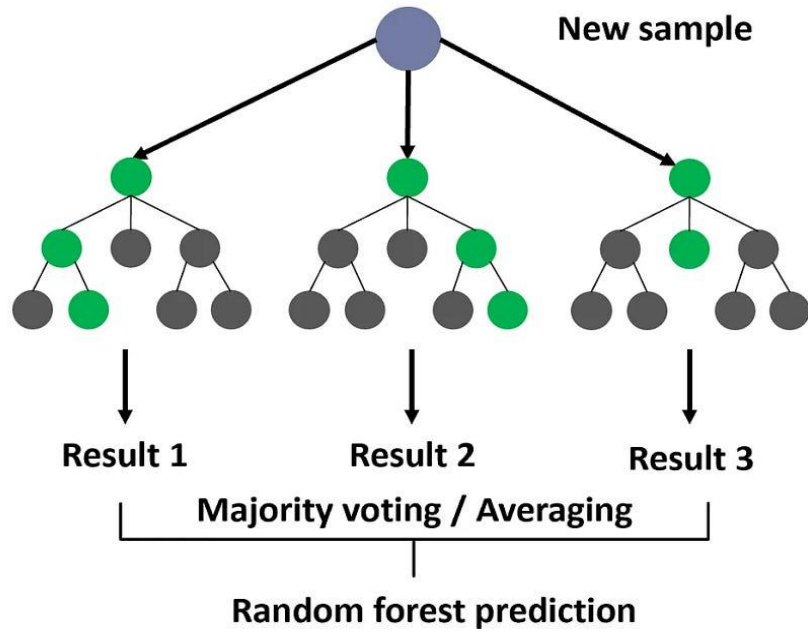 New sample
Result 1
Result 2
Result 3
Majority voting / Averaging
Random forest prediction